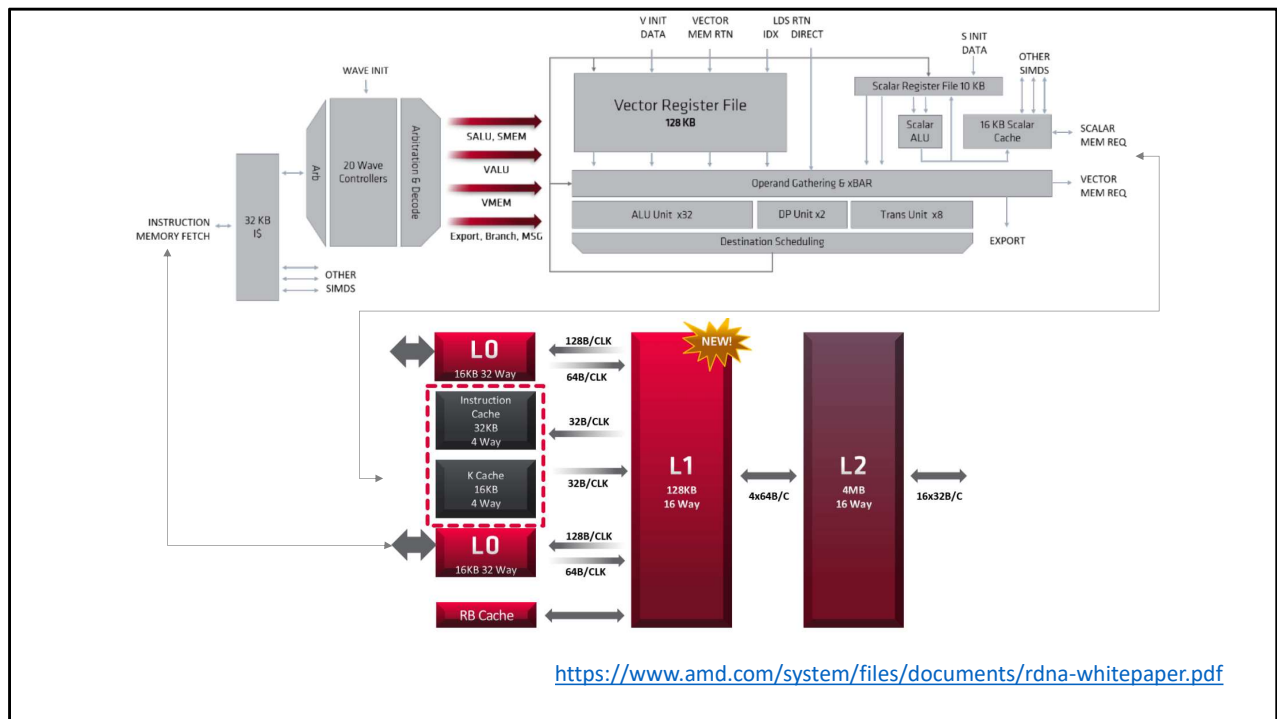 V INIT
DATA
VECTOR
MEM RTN
LDS RTN
IDX DIRECT
S INIT
DATA
OTHER
SIMDS
WAVE INIT
Arb
20 Wave
Controllers
Arbitration & Decode
SALU, SMEM
VALU
VMEM
Export, Branch, MSG
Vector Register File
128 KB
Scalar Register File 10 KB
Scalar
ALU
16 KB Scalar
Cache
SCALAR
MEM REQ
Operand Gathering & xBAR
VECTOR
MEM REQ
ALU Unit x32
DP Unit x2
Trans Unit x8
Destination Scheduling
EXPORT
INSTRUCTION
MEMORY FETCH
32 KB
I$
OTHER
SIMDS
L0
16KB 32 Way
128B/CLK
64B/CLK
NEW!
Instruction
Cache
32KB
4 Way
32B/CLK
K Cache
16KB
4 Way
32B/CLK
L1
128KB
16 Way
4x64B/C
L2
4MB
16 Way
16x32B/C
L0
16KB 32 Way
128B/CLK
64B/CLK
RB Cache
https://www.amd.com/system/files/documents/rdna-whitepaper.pdf